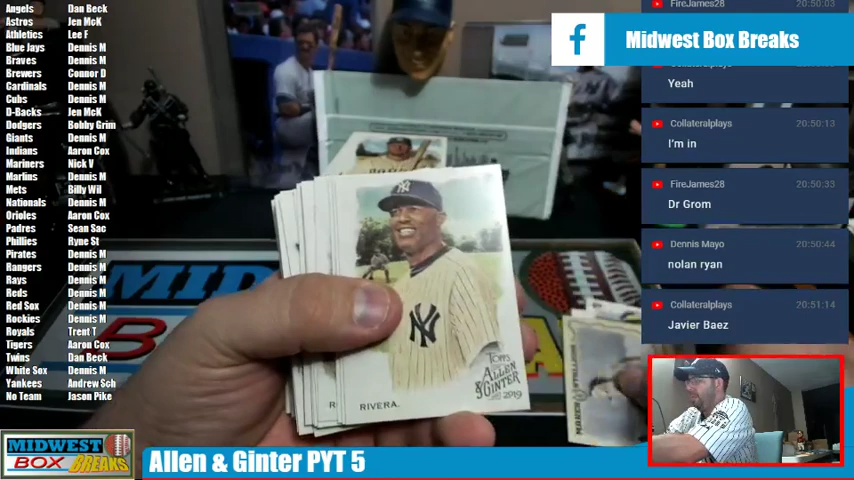 Angels Dan Beck
Astros Jen McK
Athletics Lee F
Blue Jays Dennis M
Braves Dennis M
Brewers Connor D
Cardinals Dennis M
Cubs Dennis M
D-Backs Jen McK
Dodgers Bobby Grim
Giants Dennis M
Indians Aaron Cox
Mariners Nick V
Marlins Dennis M
Mets Billy Wil
Nationals Dennis M
Orioles Aaron Cox
Padres Sean Sac
Phillies Ryne St
Pirates Dennis M
Rangers Dennis M
Rays Dennis M
Reds Dennis M
Red Sox Dennis M
Rockies Dennis M
Royals Trent T
Tigers Aaron Cox
Twins Dan Beck
White Sox Dennis M
Yankees Andrew Sch
No Team Jason Pike
f Midwest Box Breaks
FireJames28 20:50:03
Yeah
Collateralplays 20:50:13
I'm in
FireJames28 20:50:33
Dr Grom
Dennis Mayo 20:50:44
nolan ryan
Collateralplays 20:51:14
Javier Baez
NY
RIVERA.
TOPPS
ALLEN
& GINTER
2019
MIDWEST
BOX BREAKS
Allen & Ginter PYT 5